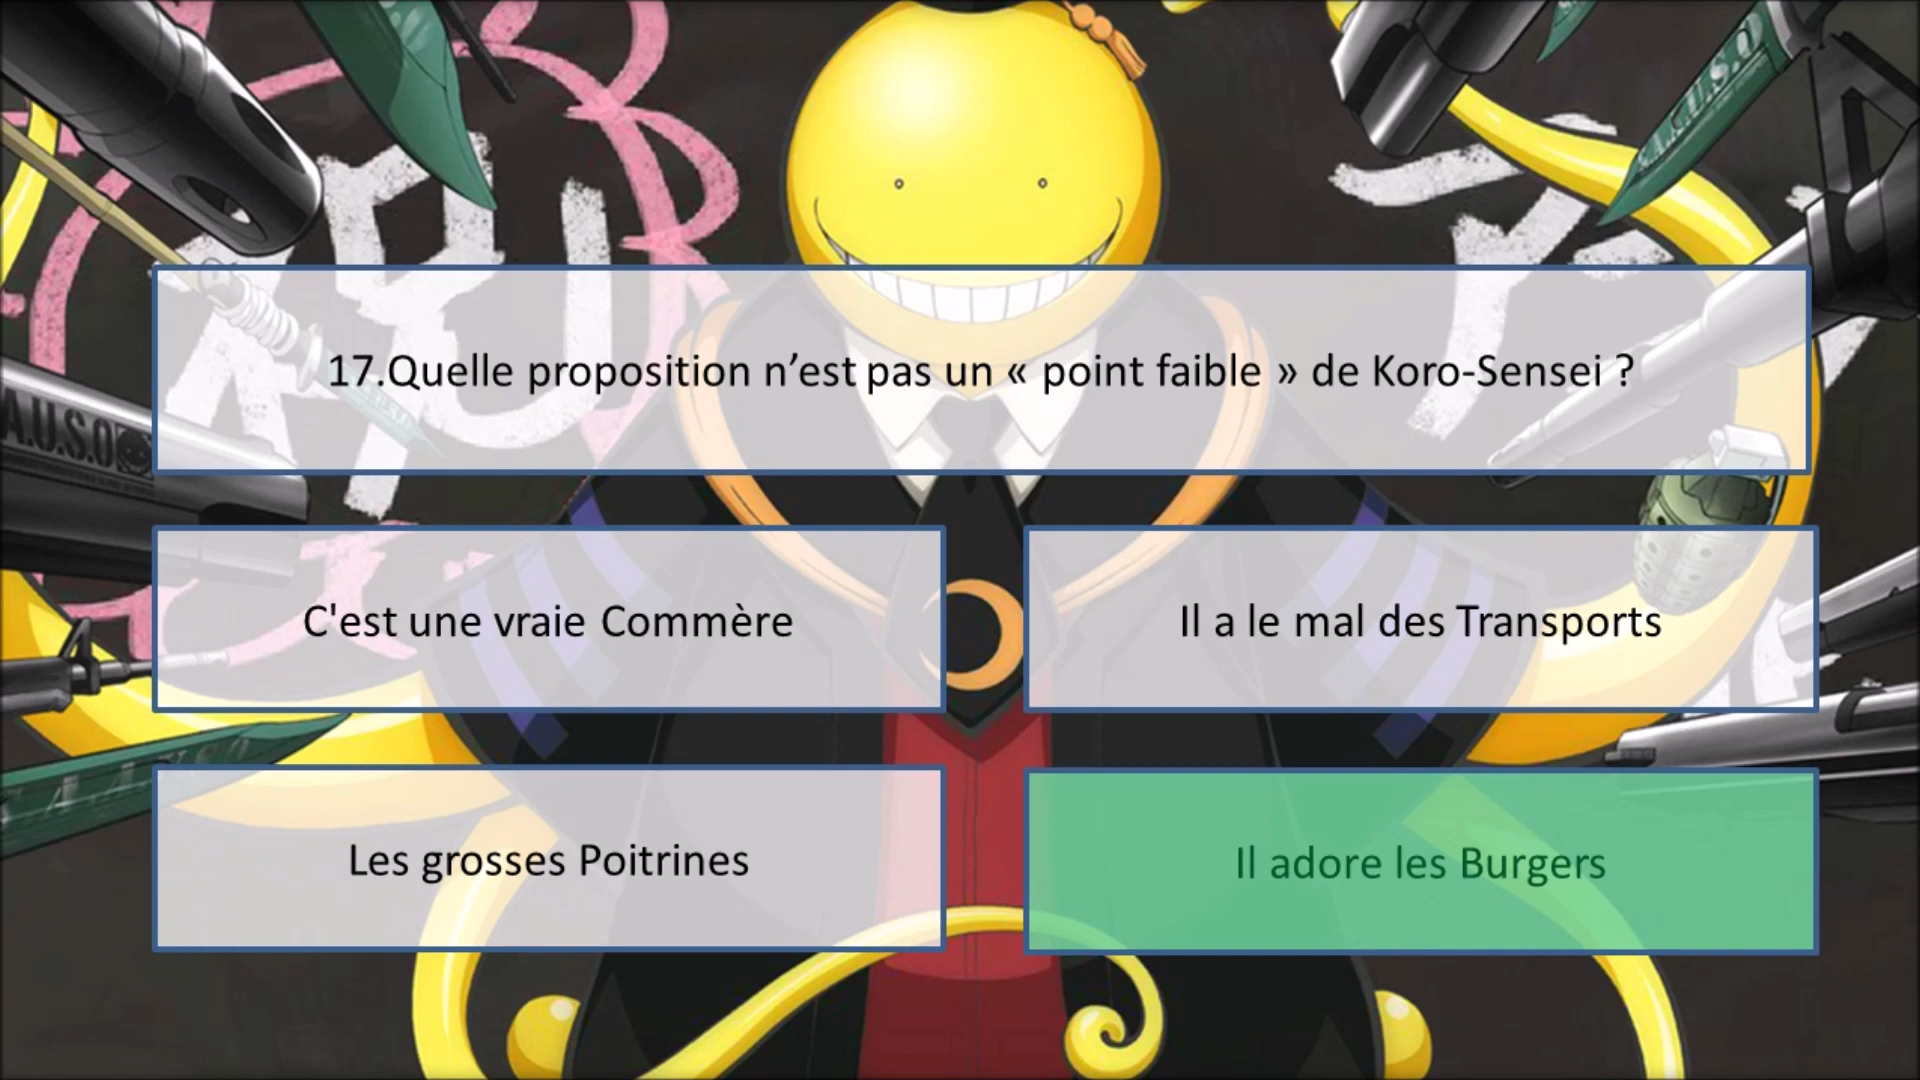 A.U.S.O
17.Quelle proposition n’est pas un « point faible » de Koro-Sensei ?
C'est une vraie Commère
Il a le mal des Transports
Les grosses Poitrines
Il adore les Burgers